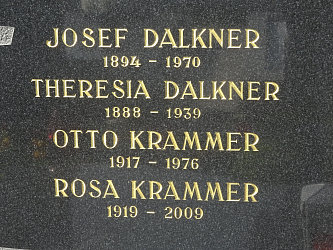 JOSEF DALKNER
1894 - 1970
THERESIA DALKNER
1888 - 1939
OTTO KRAMMER
1917 - 1976
ROSA KRAMMER
1919 - 2009